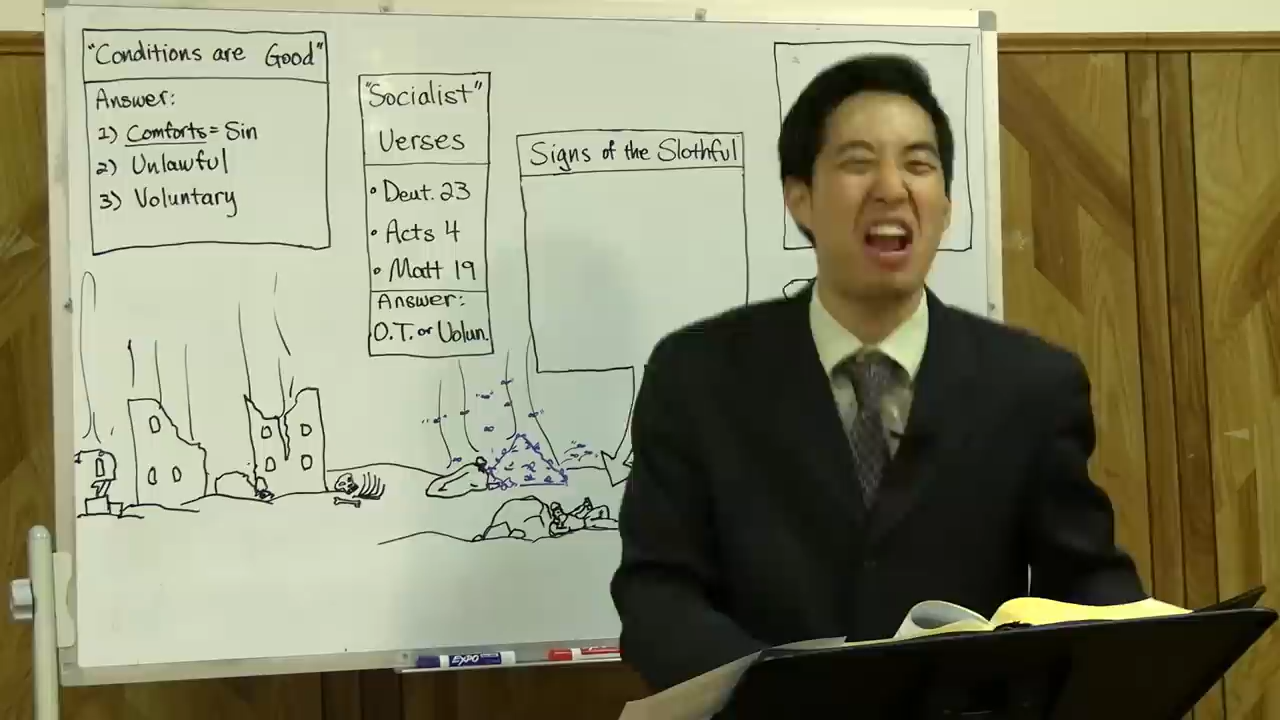 "Conditions are Good"
Answer:
1) Comforts = Sin
2) Unlawful
3) Voluntary
"Socialist"
Verses
• Deut. 23
• Acts 4
• Matt 19
Answer:
O.T. or Volun.
Signs of the Slothful
EXPO